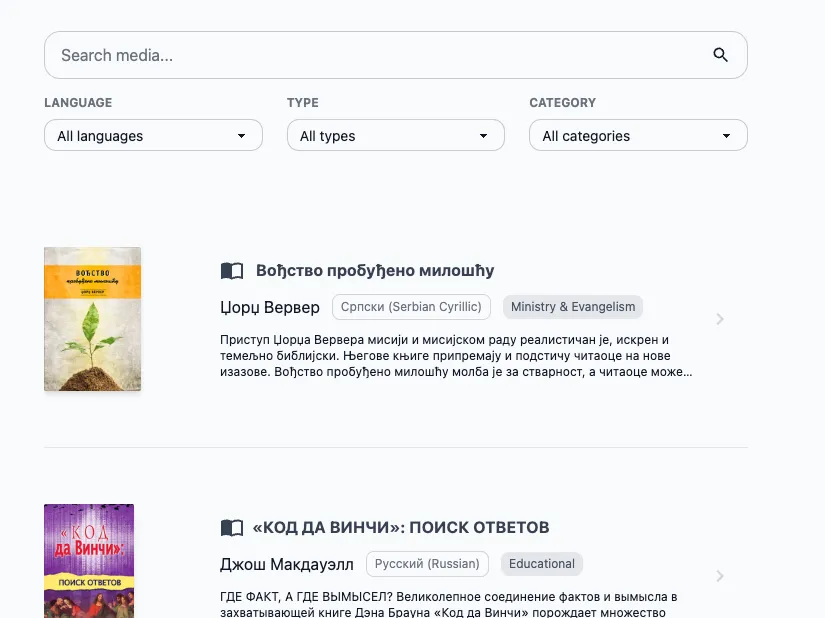 Search media...
LANGUAGE
TYPE
CATEGORY
All languages
All types
All categories
ВОЂСТВО
пробуђено милошћу
ЏОРЏ ВЕРВЕР
Вођство пробуђено милошћу
Џорџ Вервер
Српски (Serbian Cyrillic)
Ministry & Evangelism
Приступ Џорџа Вервера мисији и мисијском раду реалистичан је, искрен и
темељно библијски. Његове књиге припремају и подстичу читаоце на нове
изазове. Вођство пробуђено милошћу молба је за стварност, а читаоце може...
«КОД
да Винчи»:
ПОИСК ОТВЕТОВ
«КОД ДА ВИНЧИ»: ПОИСК ОТВЕТОВ
Джош Макдауэлл
Русский (Russian)
Educational
ГДЕ ФАКТ, А ГДЕ ВЫМЫСЕЛ? Великолепное соединение фактов и вымысла в
захватывающей книге Дэна Брауна «Код да Винчи» порождает множество